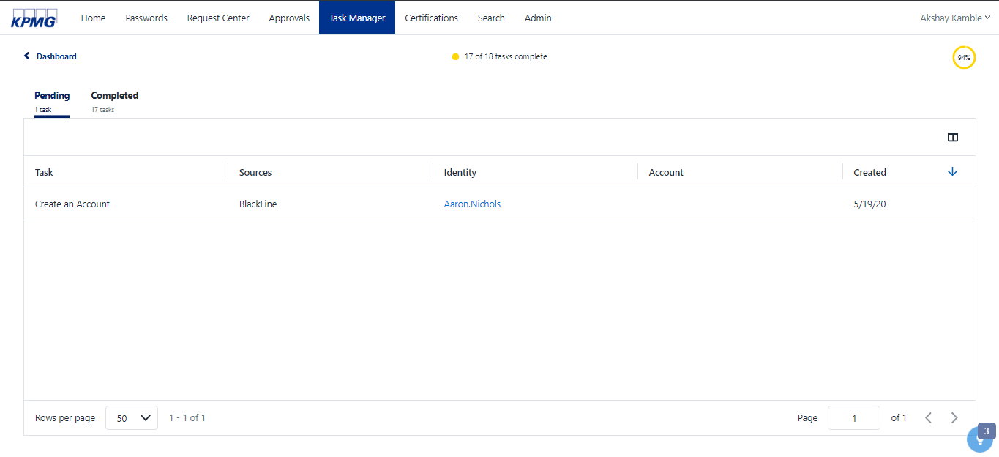 KPMG Home Passwords Request Center Approvals Task Manager Certifications Search Admin Akshay Kamble
Dashboard 17 of 18 tasks complete 94%
Pending Completed
1 task 17 tasks
Task Sources Identity Account Created
Create an Account BlackLine Aaron.Nichols 5/19/20
Rows per page 50 1 - 1 of 1 Page 1 of 1
3